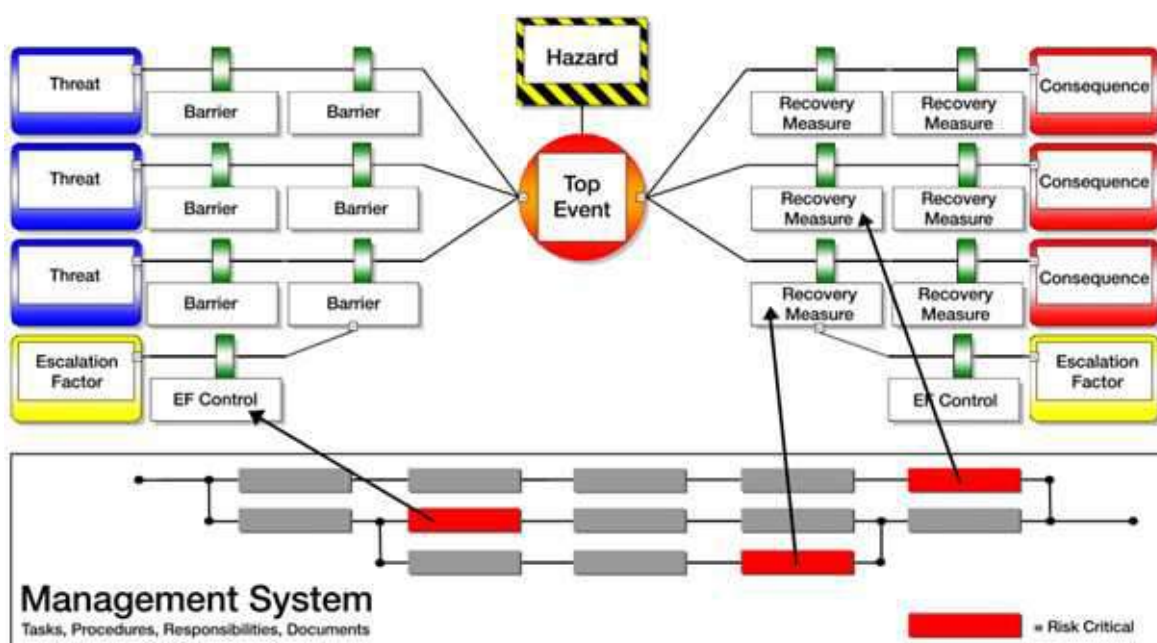 Hazard
Threat
Barrier
Barrier
Recovery
Measure
Recovery
Measure
Consequence
Top
Event
Threat
Barrier
Barrier
Recovery
Measure
Recovery
Measure
Consequence
Threat
Barrier
Barrier
Recovery
Measure
Recovery
Measure
Consequence
Escalation
Factor
EF Control
EF Control
Escalation
Factor
Management System
Tasks, Procedures, Responsibilities, Documents
= Risk Critical